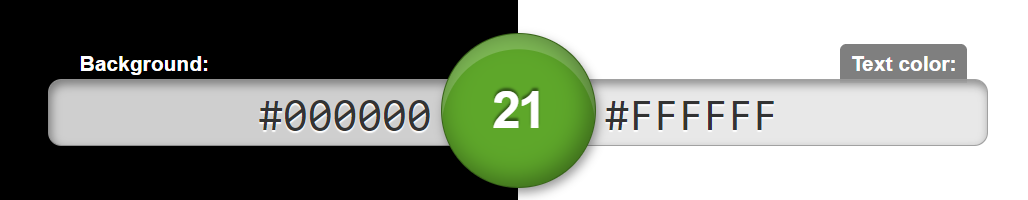 Background:
Text color:
#000000
21
#FFFFFF